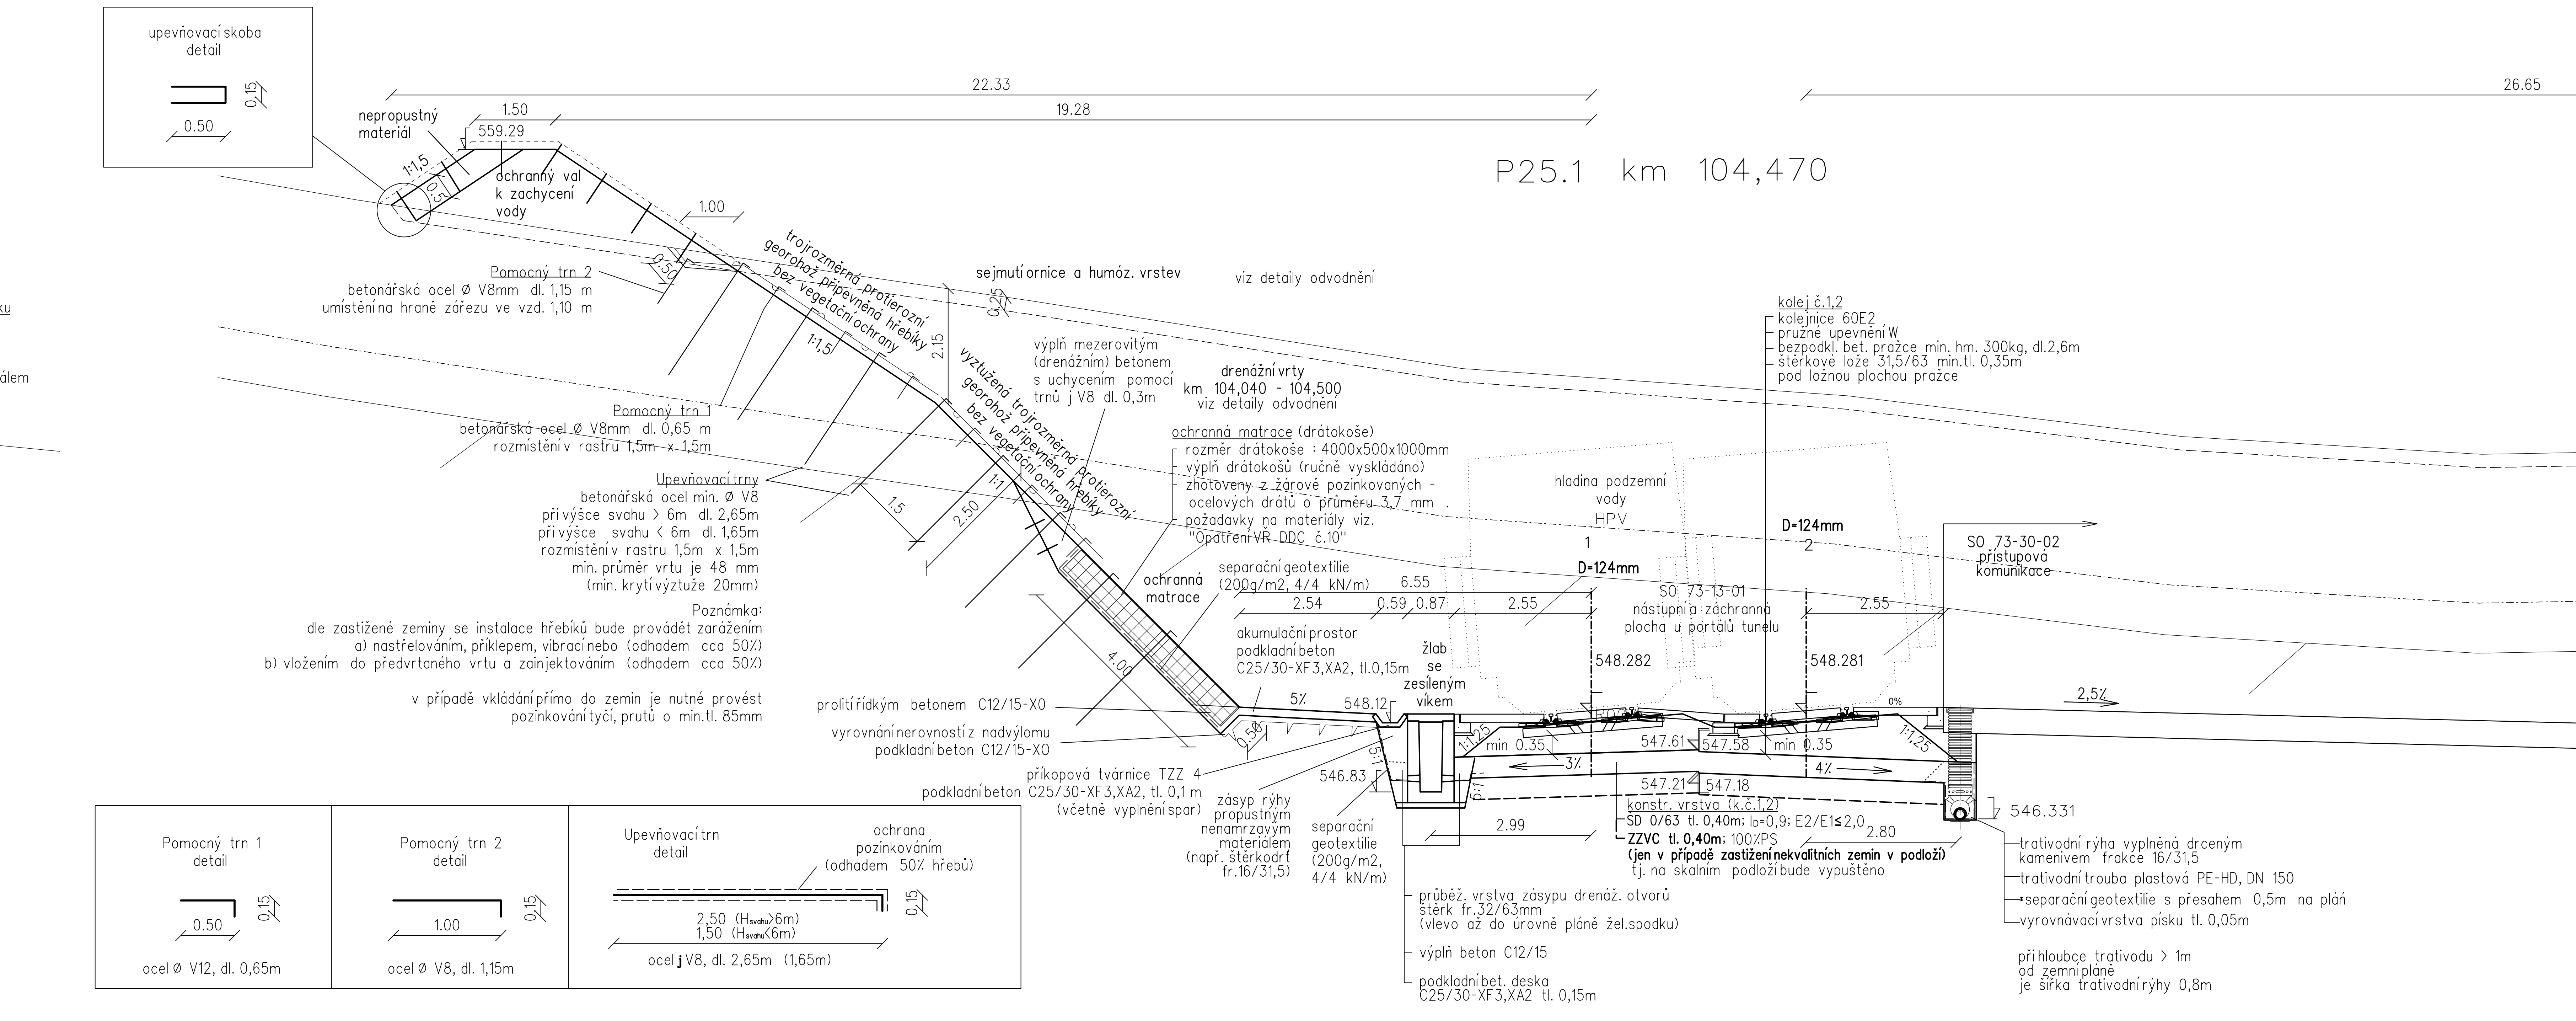 upevňovací skoba
detail
0.15
0.50
22.33
26.65
1.50
19.28
nepropustný
materiál
559.29
P25.1 km 104,470
1:1,5
0.5
ochranný val
k zachycení
vody
1.00
trojrozměrná protierozní
georohož připevněná hřebíky
bez vegetační ochrany
0.50
Pomocný trn 2
betonářská ocel Ø V8mm dl. 1,15 m
umístění na hraně zářezu ve vzd. 1,10 m
sejmutí ornice a humóz. vrstev
viz detaily odvodnění
0.25
2.15
1:1,5
ku
álem
kolej č.1,2
kolejnice 60E2
pružné upevnění W
bezpodkl. bet. pražce min. hm. 300kg, dl.2,6m
štěrkové lože 31,5/63 min.tl. 0,35m
pod ložnou plochou pražce
výplň mezerovitým
(drenážním) betonem
s uchycením pomocí
trnů j V8 dl. 0,3m
vyztužená trojrozměrná protierozní
georohož připevněná hřebíky
bez vegetační ochrany
drenážní vrty
km 104,040 - 104,500
viz detaily odvodnění
Pomocný trn 1
betonářská ocel Ø V8mm dl. 0,65 m
rozmístění v rastru 1,5m x 1,5m
ochranná matrace (drátokoše)
rozměr drátokoše : 4000x500x1000mm
výplň drátokošů (ručně vyskládáno)
zhotoveny z žárově pozinkovaných -
ocelových drátů o průměru 3,7 mm .
požadavky na materiály viz.
"Opatření VŘ DDC č.10"
Upevňovací trny
betonářská ocel min. Ø V8
při výšce svahu > 6m dl. 2,65m
při výšce svahu < 6m dl. 1,65m
rozmístění v rastru 1,5m x 1,5m
min. průměr vrtu je 48 mm
(min. krytí výztuže 20mm)
1:1
1.5
2.50
hladina podzemní
vody
HPV
1
D=124mm
D=124mm
2
SO 73-30-02
přístupová
komunikace
ochranná
matrace
separační geotextilie
(200g/m2, 4/4 kN/m)
6.55
2.54
0.59
0.87
2.55
2.55
SO 73-13-01
nástupní a záchranná
plocha u portálů tunelu
Poznámka:
dle zastižené zeminy se instalace hřebíků bude provádět zarážením
a) nastřelováním, příklepem, vibrací nebo (odhadem cca 50%)
b) vložením do předvrtaného vrtu a zainjektováním (odhadem cca 50%)
v případě vkládání přímo do zemin je nutné provést
pozinkování tyčí, prutů o min.tl. 85mm
4.00
akumulační prostor
podkladní beton
C25/30-XF3,XA2, tl.0,15m
žlab
se
zesíleným
víkem
548.282
548.281
5%
548.12
2,5%
0%
prolití řídkým betonem C12/15-X0
vyrovnání nerovností z nadvýlomu
podkladní beton C12/15-X0
0.50
5:1
5:1
1:1,25
min 0.35
547.61
547.58
min 0.35
1:1,25
3%
4%
546.83
547.21
547.18
příkopová tvárnice TZZ 4
podkladní beton C25/30-XF3,XA2, tl. 0,1 m
(včetně vyplnění spar)
zásyp rýhy
propustným
nenamrzavým
materiálem
(např. štěrkodrť
fr.16/31,5)
separační
geotextilie
(200g/m2,
4/4 kN/m)
2.99
konstr. vrstva (k.č.1,2)
SD 0/63 tl. 0,40m; ID=0,9; E2/E1≤2,0
ZZVC tl. 0,40m; 100%PS
(jen v případě zastižení nekvalitních zemin v podloží)
tj. na skalním podloží bude vypuštěno
2.80
546.331
trativodní rýha vyplněná drceným
kamenivem frakce 16/31,5
trativodní trouba plastová PE-HD, DN 150
separační geotextilie s přesahem 0,5m na pláň
vyrovnávací vrstva písku tl. 0,05m
při hloubce trativodu > 1m
od zemní pláně
je šířka trativodní rýhy 0,8m
průběž. vrstva zásypu drenáž. otvorů
štěrk fr.32/63mm
(vlevo až do úrovně pláně žel.spodku)
výplň beton C12/15
podkladní bet. deska
C25/30-XF3,XA2 tl. 0,15m
Pomocný trn 1
detail
0.15
0.50
ocel Ø V12, dl. 0,65m
Pomocný trn 2
detail
0.15
1.00
ocel Ø V8, dl. 1,15m
Upevňovací trn
detail
ochrana
pozinkováním
(odhadem 50% hřebů)
0.15
2,50 (Hsvahu>6m)
1,50 (Hsvahu<6m)
ocel j V8, dl. 2,65m (1,65m)